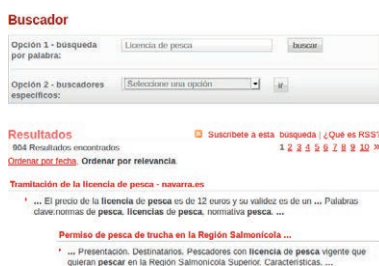 Buscador
Opción 1 - búsqueda por palabra:
Licencia de pesca
buscar
Opción 2 - buscadores específicos:
Seleccione una opción
ir
Resultados
Suscríbete a esta búsqueda | ¿Qué es RSS?
904 Resultados encontrados
1 2 3 4 5 6 7 8 9 10 »
Ordenar por fecha. Ordenar por relevancia.
Tramitación de la licencia de pesca - navarra.es
... El precio de la licencia de pesca es de 12 euros y su validez es de un ... Palabras
clave:normas de pesca, licencias de pesca, normativa pesca. ...
Permiso de pesca de trucha en la Región Salmonícola ...
... Presentación. Destinatarios. Pescadores con licencia de pesca vigente que
quieran pescar en la Región Salmonícola Superior. Características. ...